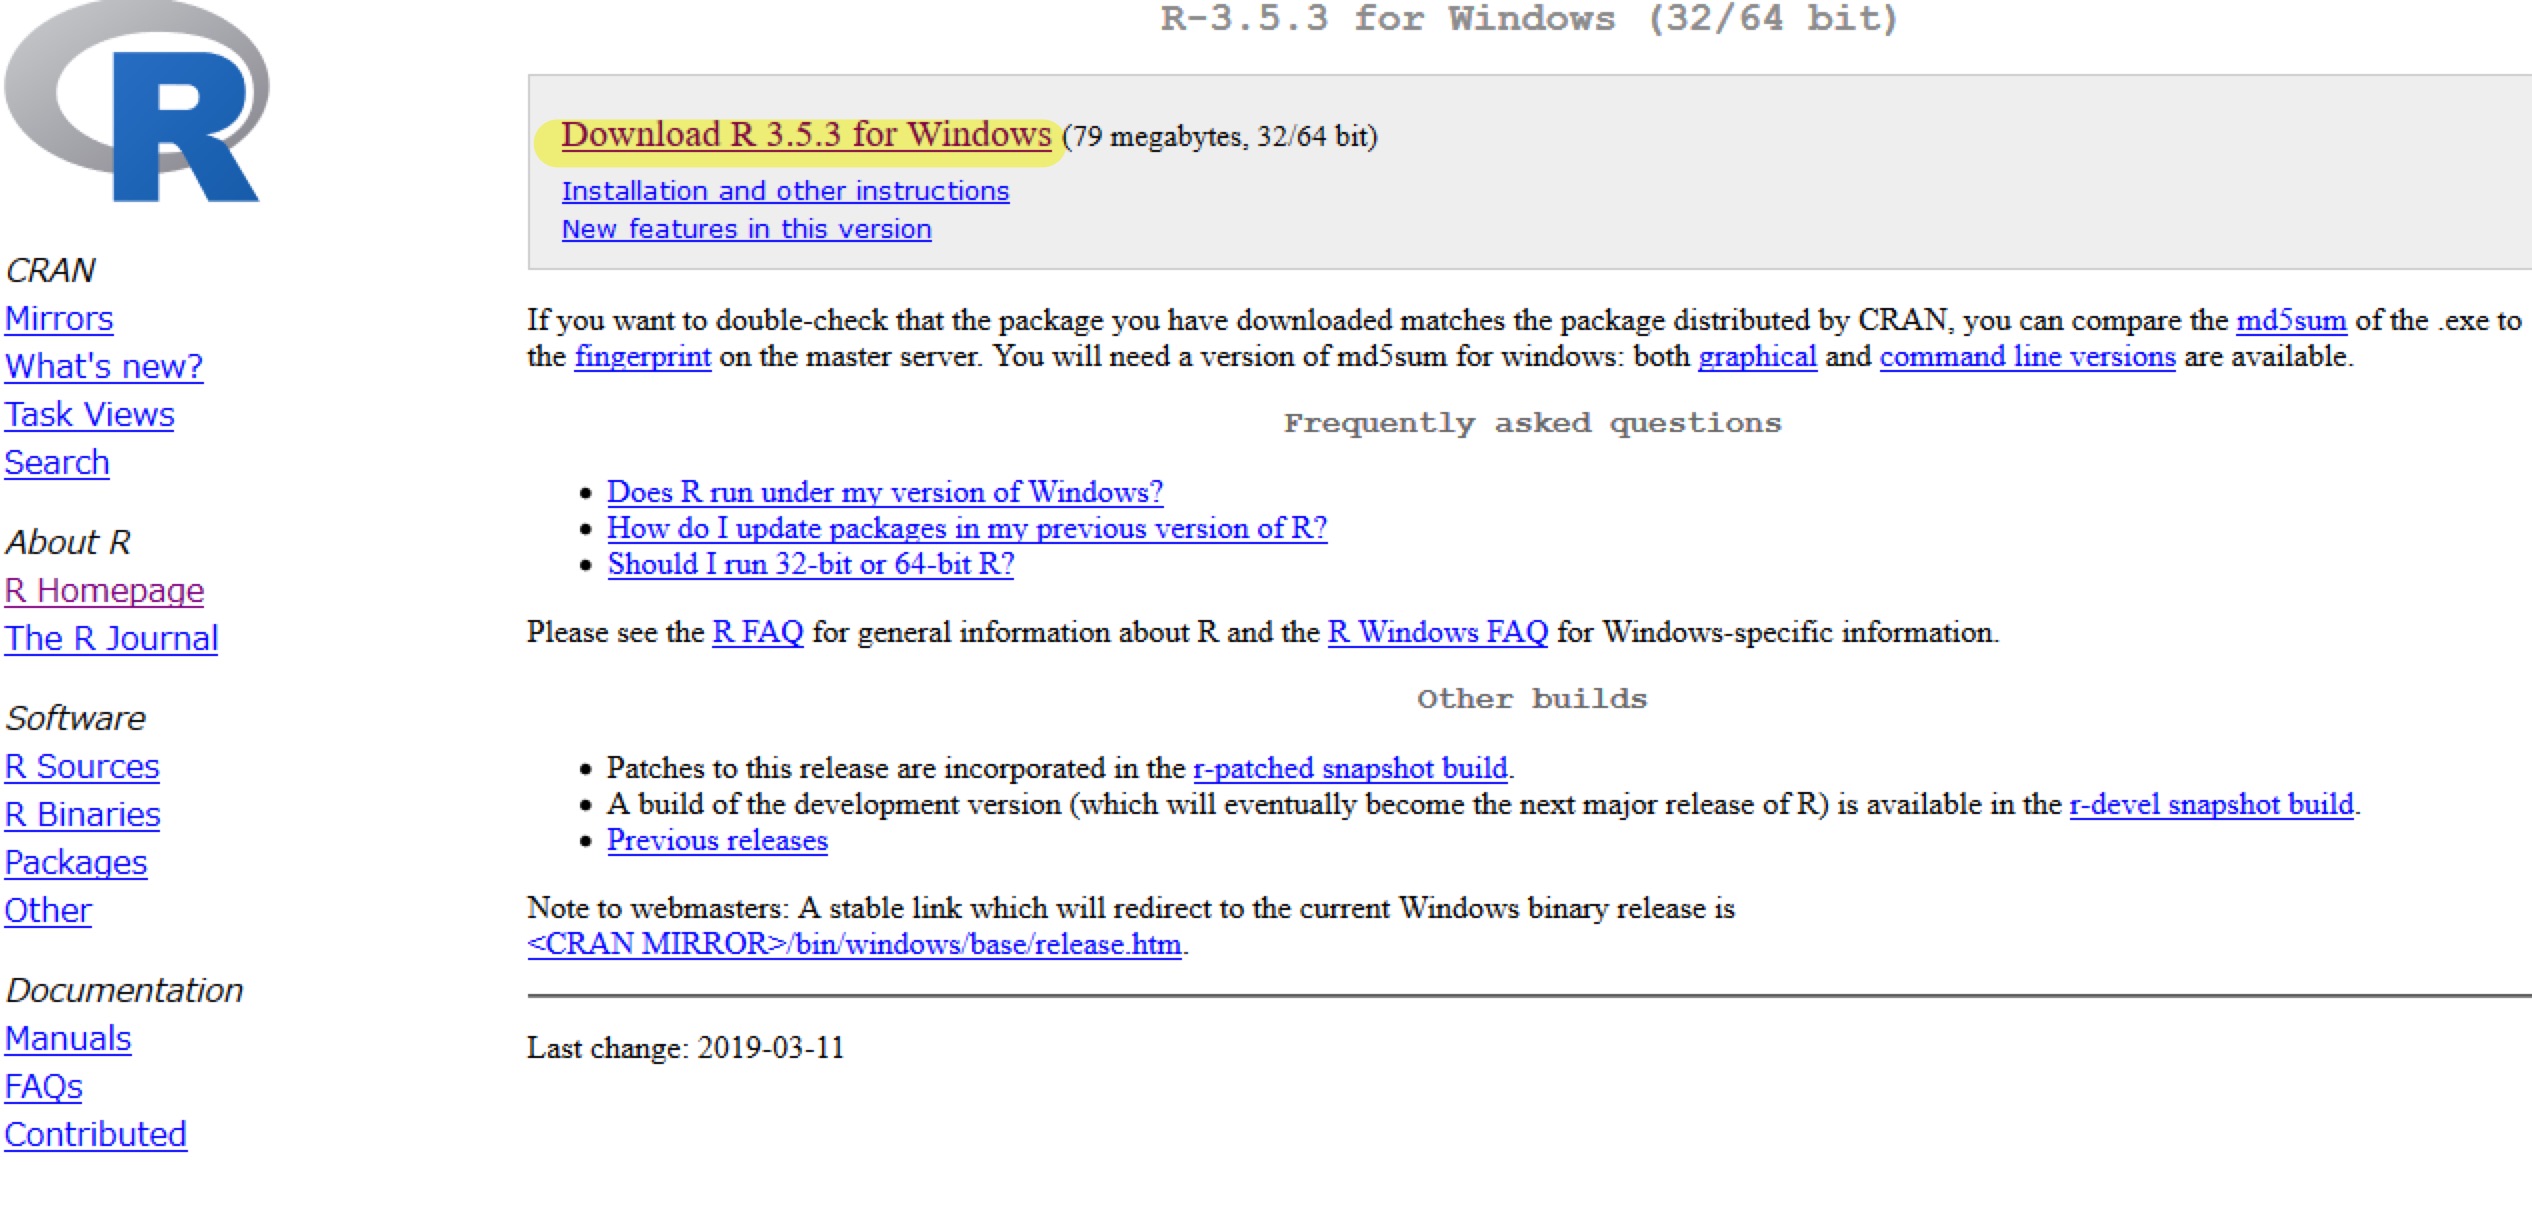 R
CRAN
Mirrors
What's new?
Task Views
Search
About R
R Homepage
The R Journal
Software
R Sources
R Binaries
Packages
Other
Documentation
Manuals
FAQs
Contributed
R-3.5.3 for Windows (32/64 bit)
Download R 3.5.3 for Windows (79 megabytes, 32/64 bit)
Installation and other instructions
New features in this version
If you want to double-check that the package you have downloaded matches the package distributed by CRAN, you can compare the md5sum of the .exe to
the fingerprint on the master server. You will need a version of md5sum for windows: both graphical and command line versions are available.
Frequently asked questions
• Does R run under my version of Windows?
• How do I update packages in my previous version of R?
• Should I run 32-bit or 64-bit R?
Please see the R FAQ for general information about R and the R Windows FAQ for Windows-specific information.
Other builds
• Patches to this release are incorporated in the r-patched snapshot build.
• A build of the development version (which will eventually become the next major release of R) is available in the r-devel snapshot build.
• Previous releases
Note to webmasters: A stable link which will redirect to the current Windows binary release is
<CRAN MIRROR>/bin/windows/base/release.htm.
Last change: 2019-03-11